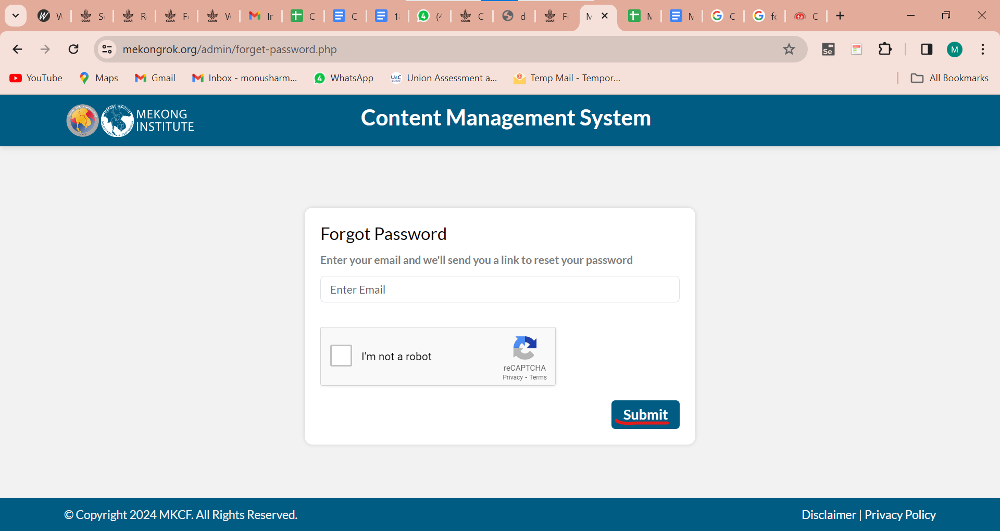 W S R F W Ir C C 1 (4 C d F M M M C f C
mekongrok.org/admin/forget-password.php
Se
M
YouTube Maps Gmail Inbox - monusharm... WhatsApp Union Assessment a... Temp Mail - Tempor... All Bookmarks
MEKONG
INSTITUTE
Content Management System
Forgot Password
Enter your email and we'll send you a link to reset your password
Enter Email
I'm not a robot
reCAPTCHA
Privacy - Terms
Submit
© Copyright 2024 MKCF. All Rights Reserved.
Disclaimer | Privacy Policy